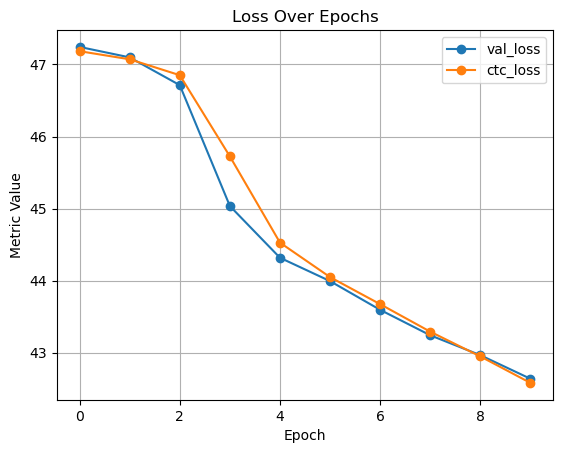 Loss Over Epochs
val_loss
ctc_loss
Metric Value
47
46
45
44
43
0 2 4 6 8
Epoch